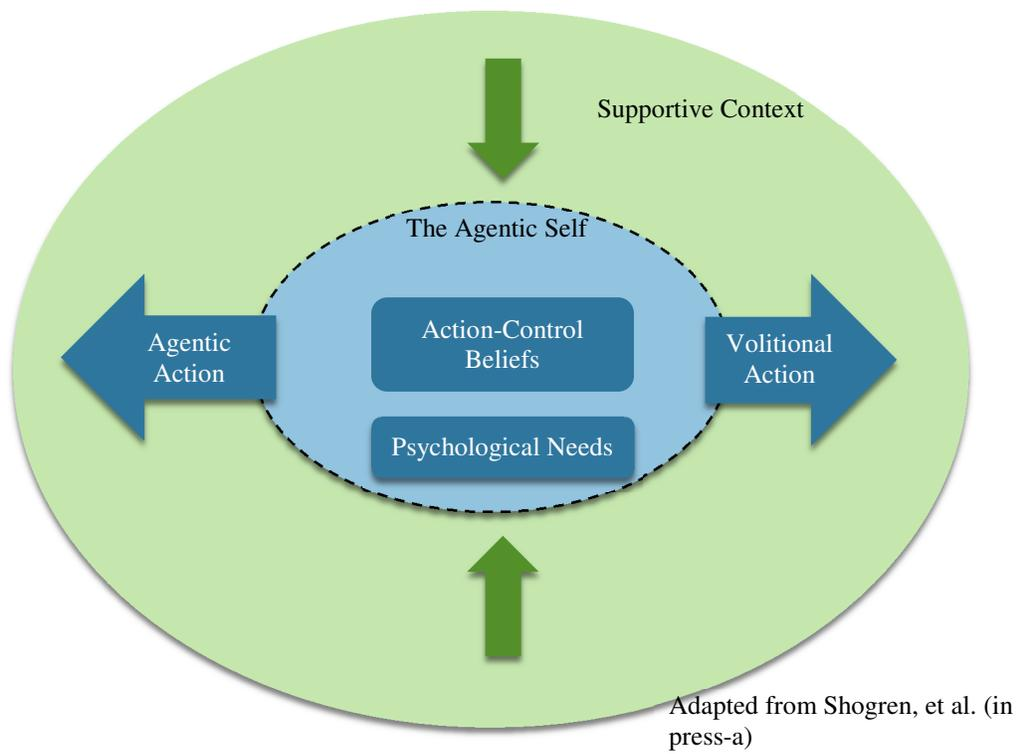 Supportive Context
The Agentic Self
Agentic
Action
Action-Control
Beliefs
Volitional
Action
Psychological Needs
Adapted from Shogren, et al. (in
press-a)